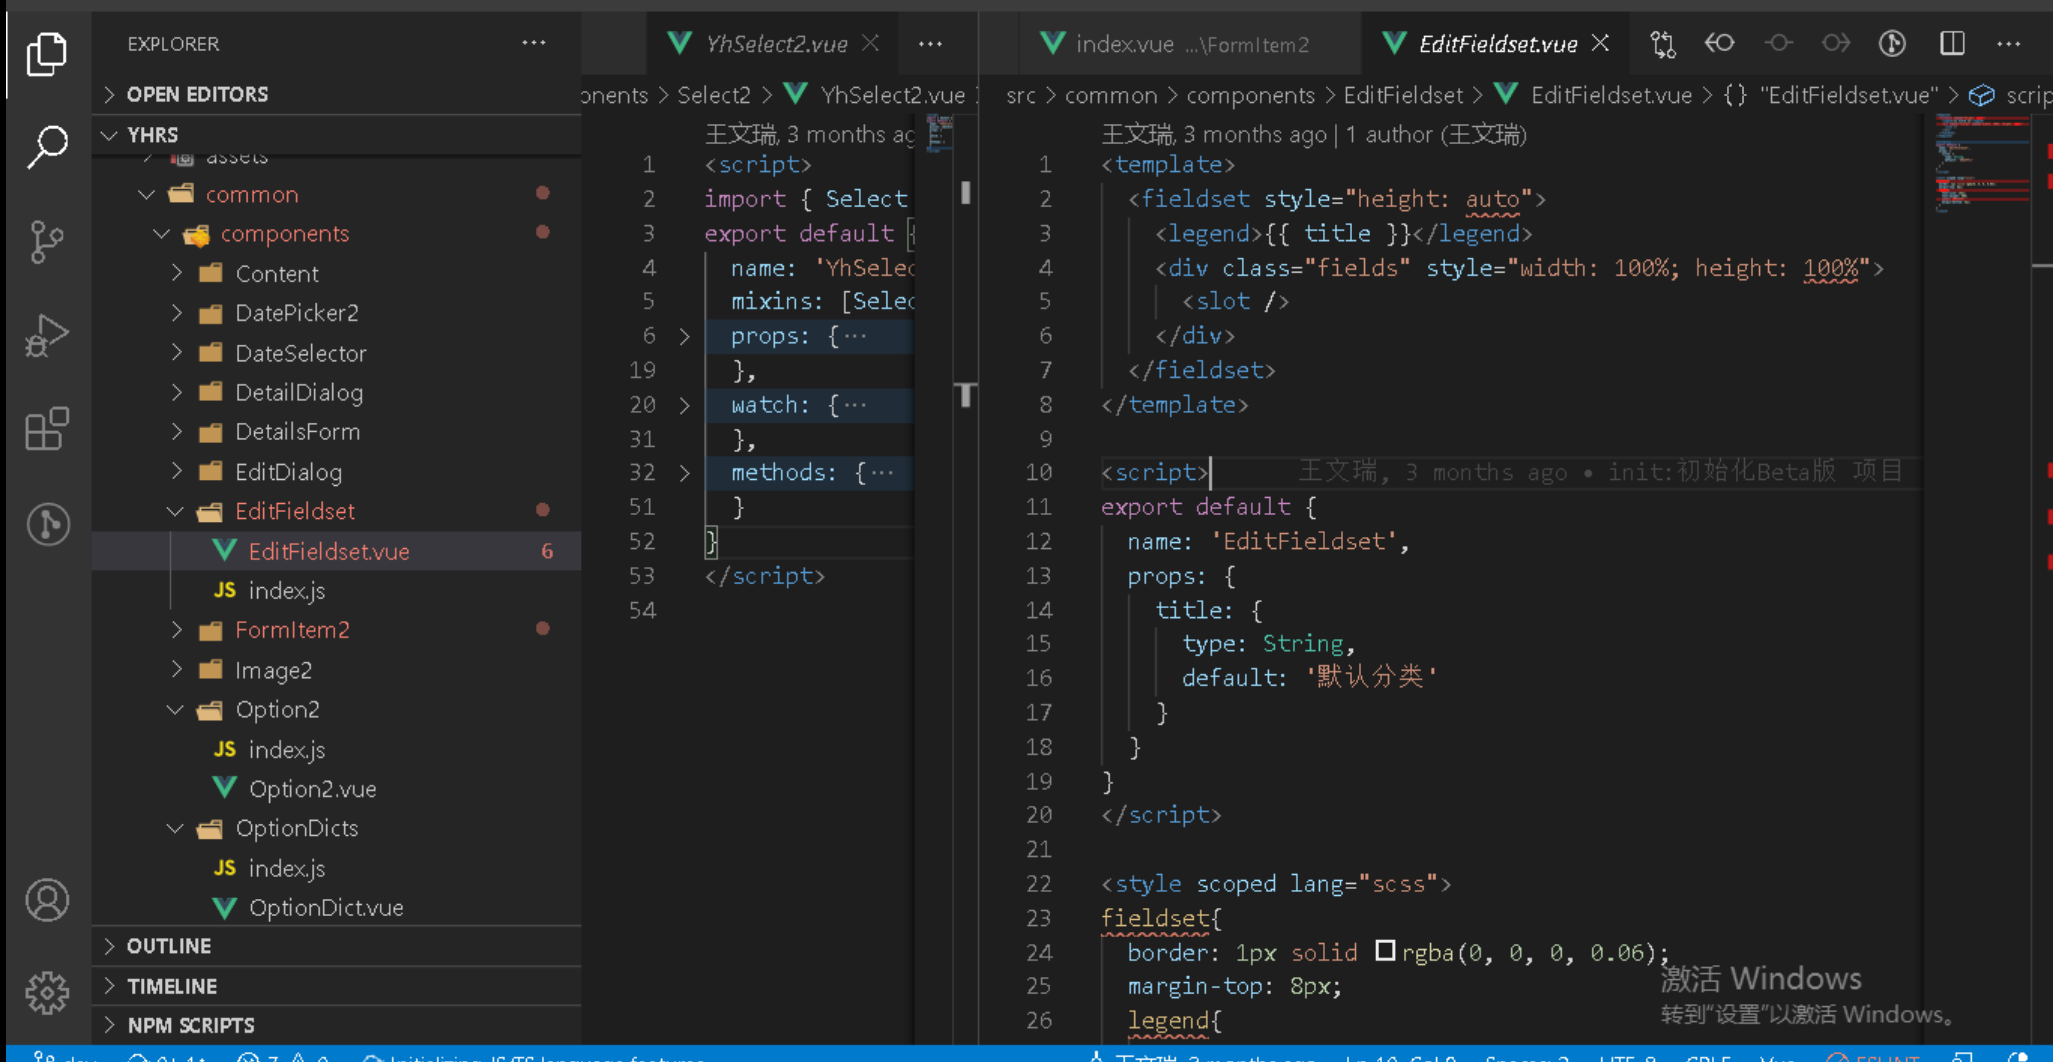 EXPLORER
OPEN EDITORS
YHRS
assets
common
components
Content
DatePicker2
DateSelector
DetailDialog
DetailsForm
EditDialog
EditFieldset
EditFieldset.vue 6
JS index.js
FormItem2
Image2
Option2
JS index.js
Option2.vue
OptionDicts
JS index.js
OptionDict.vue
OUTLINE
TIMELINE
NPM SCRIPTS
YhSelect2.vue
onents > Select2 > YhSelect2.vue
王文瑞, 3 months ag
1 <script>
2 import { Select
3 export default {
4 name: 'YhSelec
5 mixins: [Selec
6 props: {···
19 },
20 watch: {···
31 },
32 methods: {···
51 }
52 }
53 </script>
54
index.vue ...\FormItem2
EditFieldset.vue
src > common > components > EditFieldset > EditFieldset.vue > {} "EditFieldset.vue" > scrip
王文瑞, 3 months ago | 1 author (王文瑞)
1 <template>
2 <fieldset style="height: auto">
3 <legend>{{ title }}</legend>
4 <div class="fields" style="width: 100%; height: 100%">
5 <slot />
6 </div>
7 </fieldset>
8 </template>
9
10 <script> 王文瑞, 3 months ago • init:初始化Beta版 项目
11 export default {
12 name: 'EditFieldset',
13 props: {
14 title: {
15 type: String,
16 default: '默认分类'
17 }
18 }
19 }
20 </script>
21
22 <style scoped lang="scss">
23 fieldset{
24 border: 1px solid rgba(0, 0, 0, 0.06);
25 margin-top: 8px;
26 legend{
激活 Windows
转到"设置"以激活 Windows。